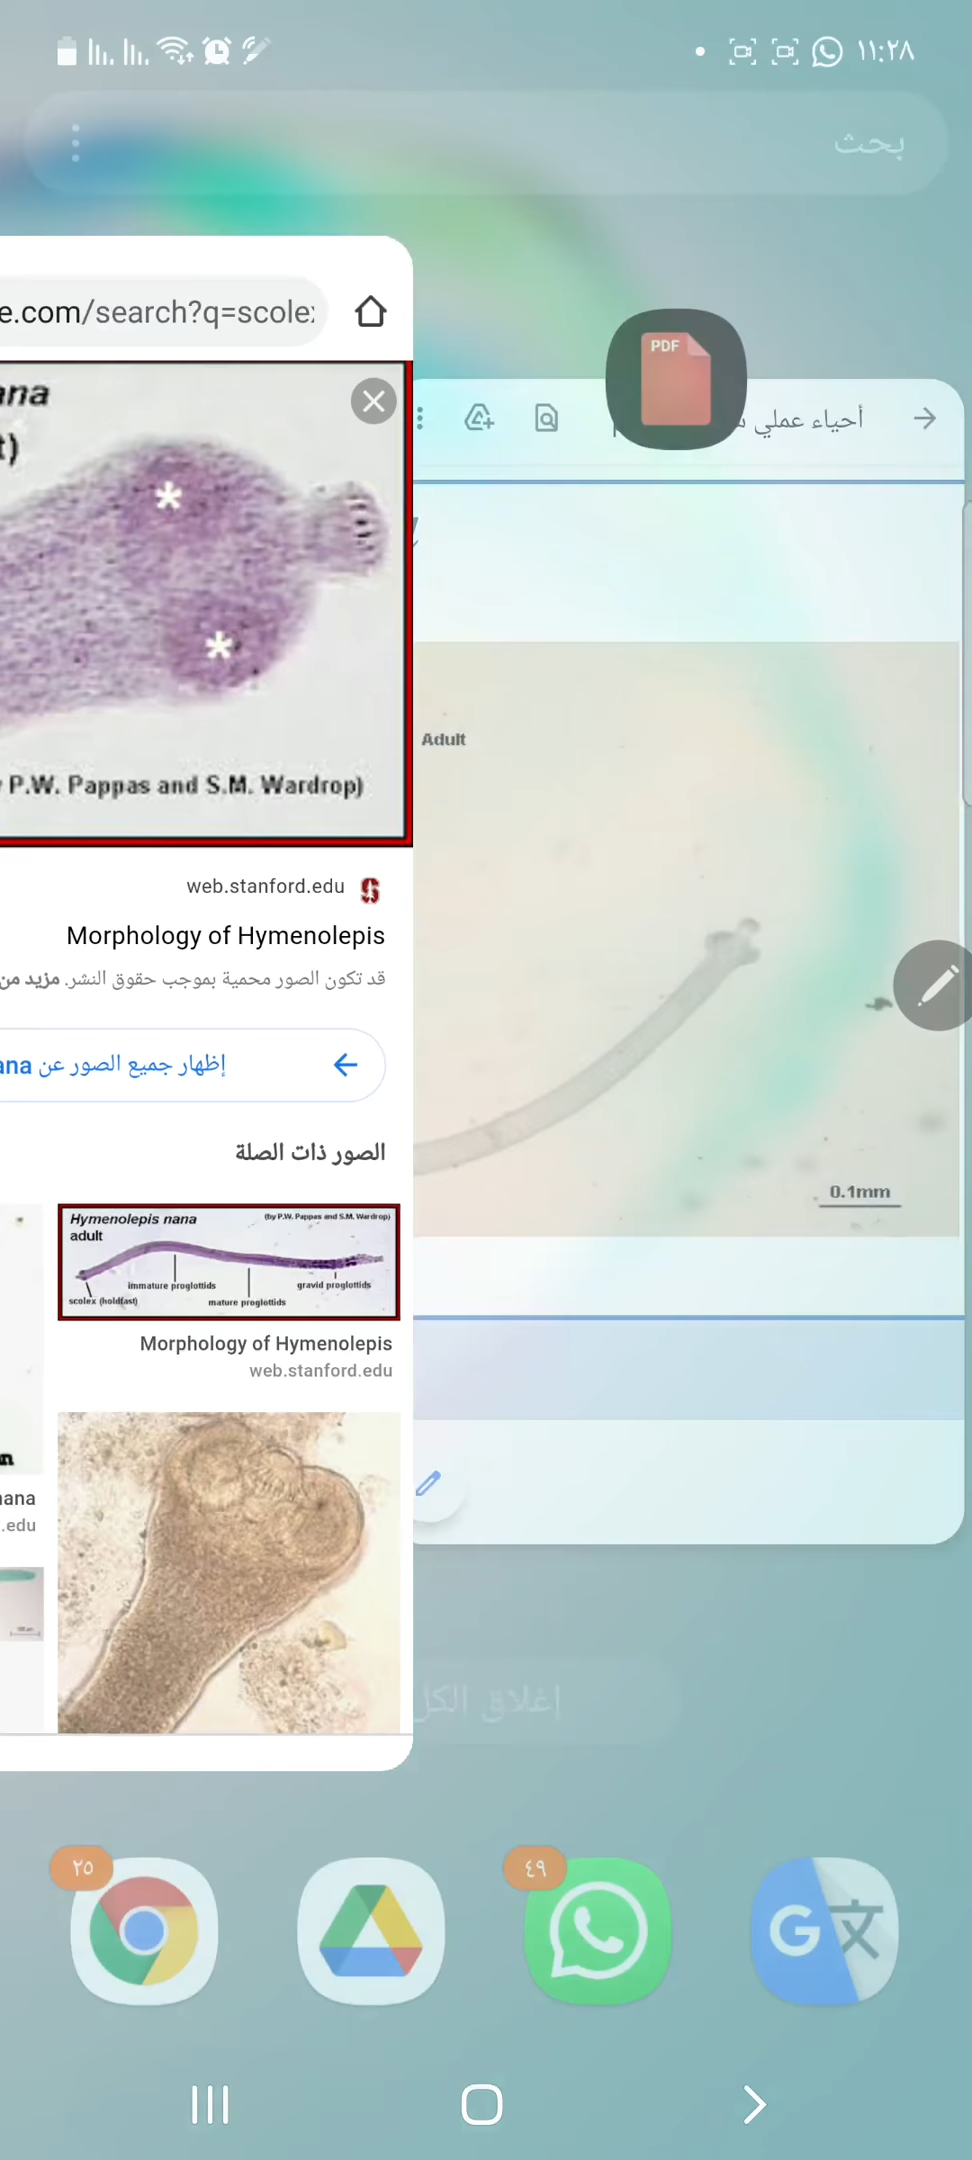 ١١:٢٨
بحث
e.com/search?q=scole
PDF
أحياء عملي
ana
t)
P.W. Pappas and S.M. Wardrop)
Adult
0.1mm
web.stanford.edu
Morphology of Hymenolepis
قد تكون الصور محمية بموجب حقوق النشر. مزيد من
إظهار جميع الصور عن ana
الصور ذات الصلة
Hymenolepis nana
(by P.W. Pappas and S.M. Wardrop)
adult
immature proglottids
gravid proglottids
scolex (holdfast)
mature proglottids
Morphology of Hymenolepis
web.stanford.edu
n
nana
.edu
إغلاق الكل
٢٥
٤٩
G
文